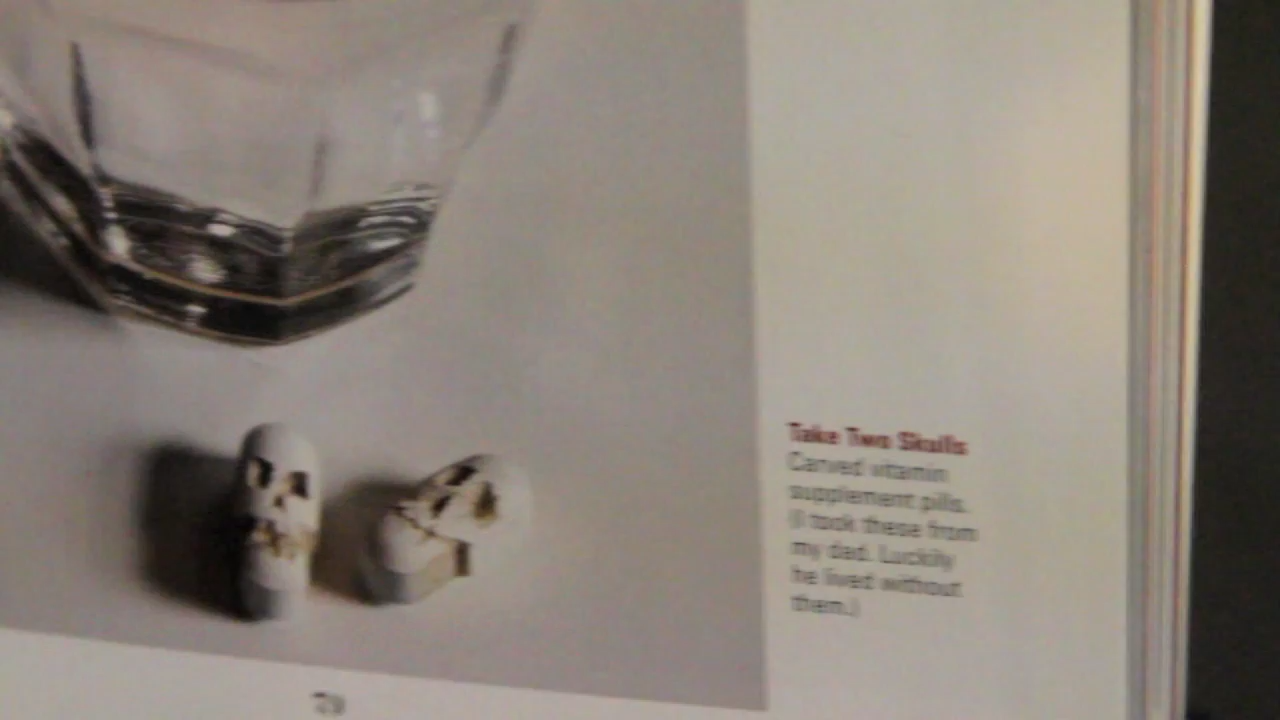 Take Two Skulls
Carved vitamin
supplement pills.
(I took these from
my dad. Luckily
he lived without
them.)